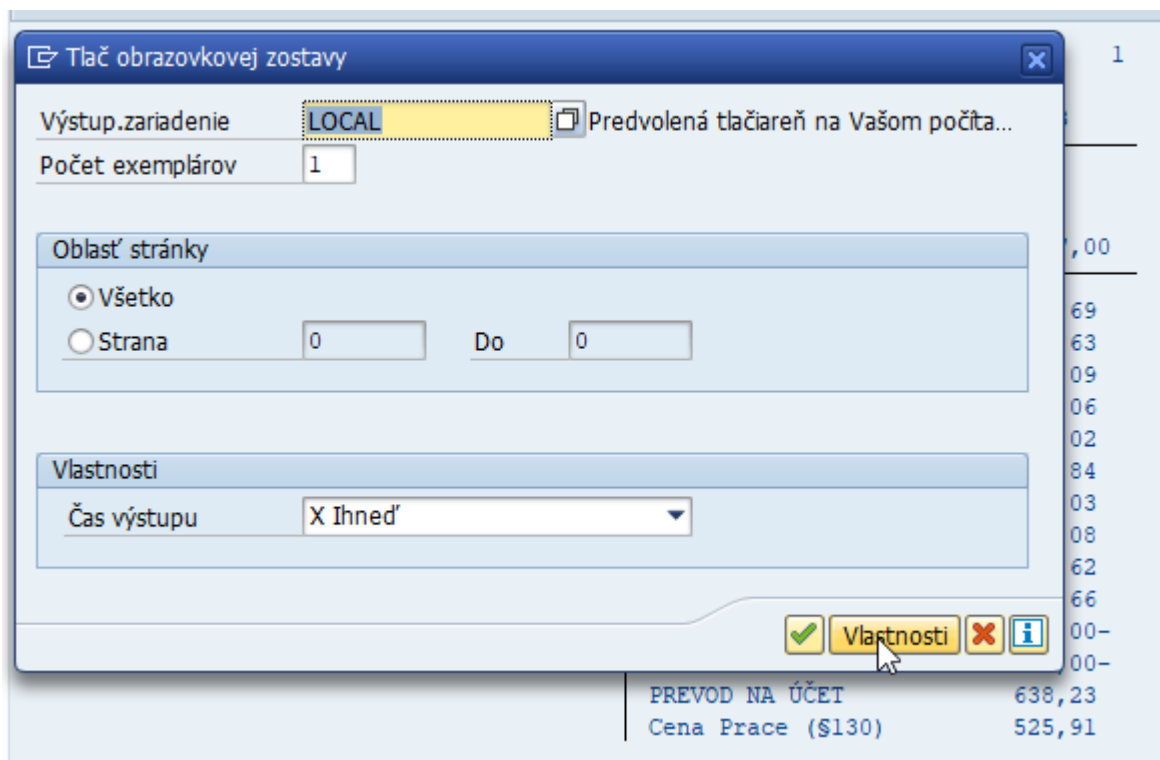 Tlač obrazovkovej zostavy
1
Výstup.zariadenie LOCAL Predvolená tlačiareň na Vašom počíta...
Počet exemplárov 1
Oblasť stránky
,00
Všetko
69
Strana 0 Do 0
63
09
06
02
Vlastnosti
84
Čas výstupu X Ihneď
03
08
62
66
Vlastnosti
00-
,00-
PREVOD NA ÚČET 638,23
Cena Prace (§130) 525,91